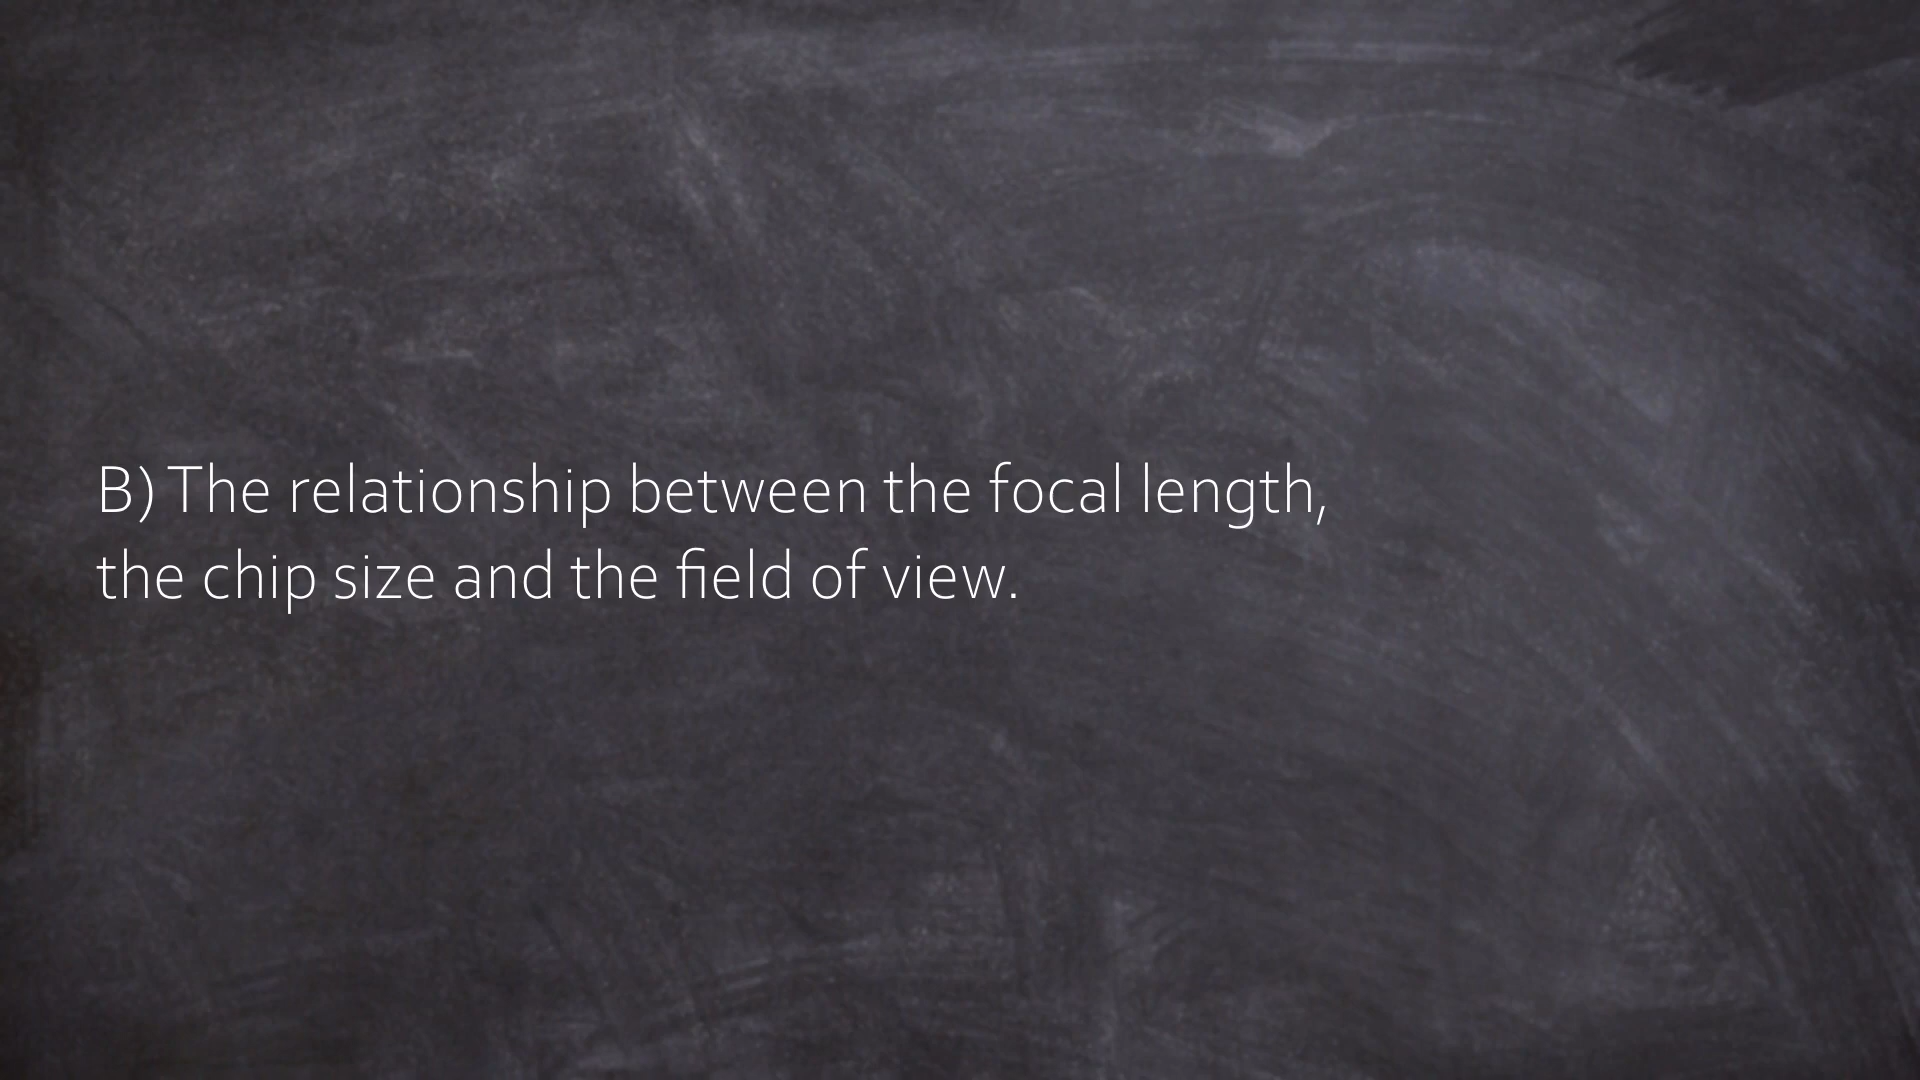 B) The relationship between the focal length,
the chip size and the field of view.